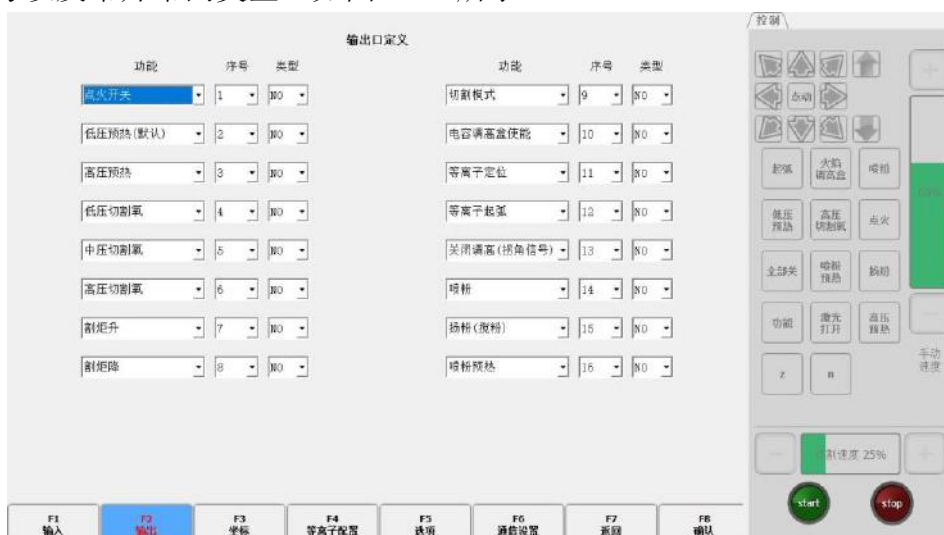 控制
输出口定义
功能 序号 类型 功能 序号 类型
点火开关 1 NO 切割模式 9 NO
低压预热(默认) 2 NO 电容调高盒使能 10 NO
高压预热 3 NO 等离子定位 11 NO
低压切割氧 4 NO 等离子起弧 12 NO
中压切割氧 5 NO 关闭调高(拐角信号) 13 NO
高压切割氧 6 NO 喷粉 14 NO
割炬升 7 NO 扬粉(搅粉) 15 NO
割炬降 8 NO 喷粉预热 16 NO
点动
起弧 火焰调高盒 喷粉
低压预热 高压切割氧 点火
全部关 喷粉预热 扬粉
功能 激光打开 高压预热
手动速度
z n
割速度 25%
start stop
F1 F2 F3 F4 F5 F6 F7 F8
输入 输出 坐标 等离子配置 选项 通信设置 返回 确认